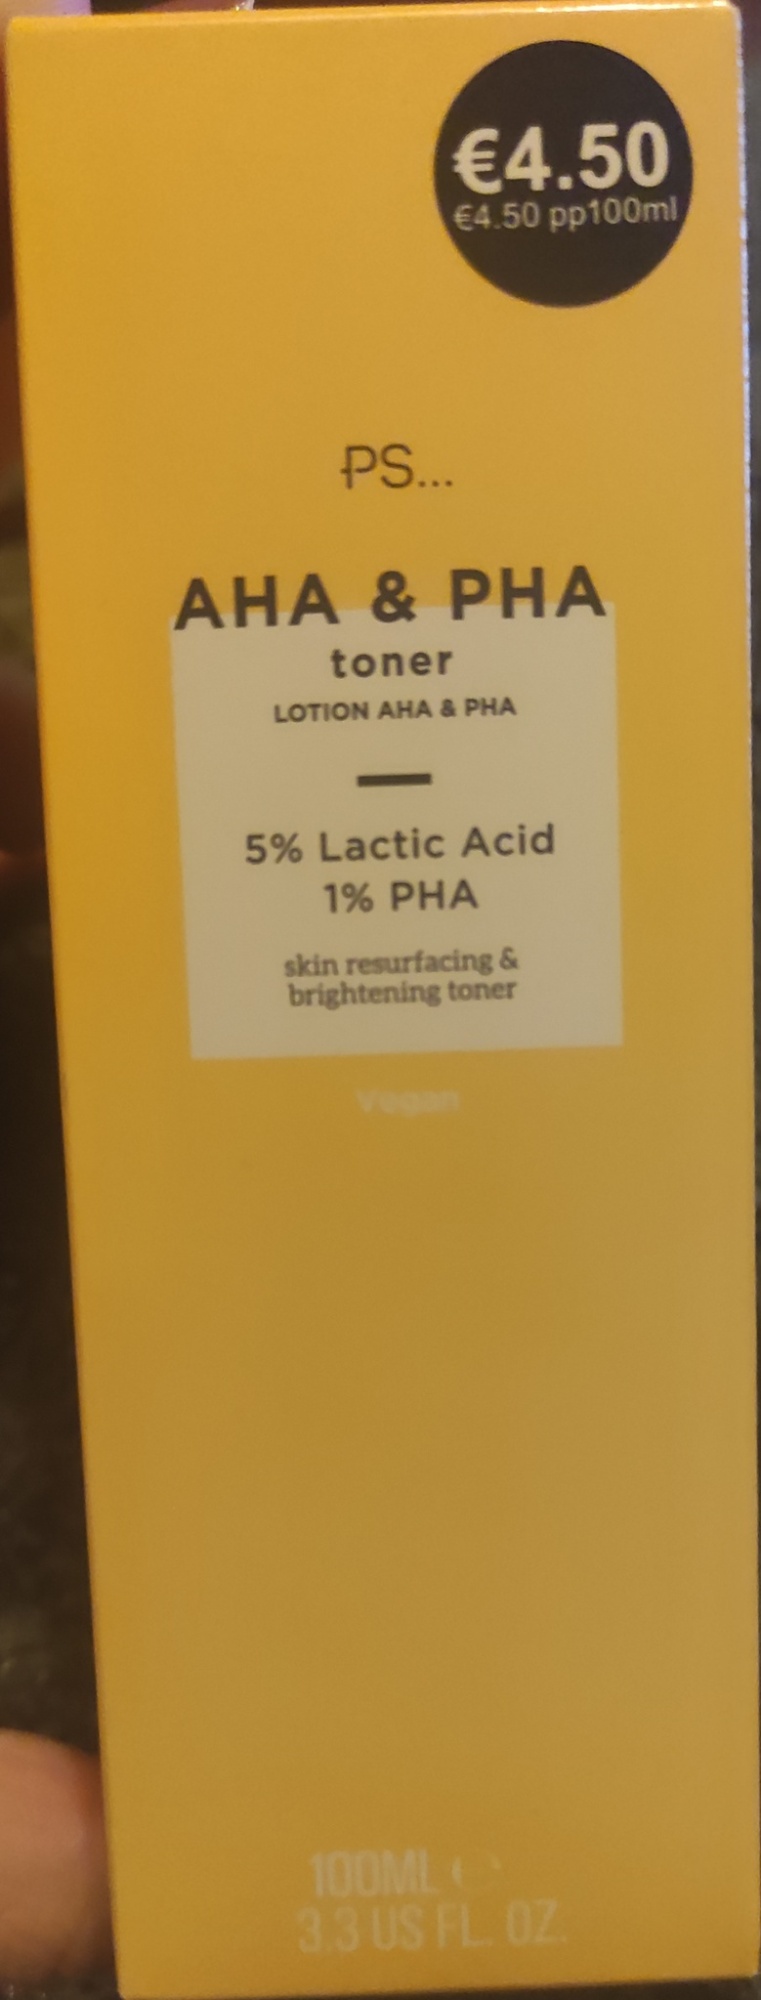 €4.50
€4.50 pp100ml
PS...
AHA & PHA
toner
LOTION AHA & PHA
5% Lactic Acid
1% PHA
skin resurfacing &
brightening toner
Vegan
100ML e
3.3 US FL. OZ.